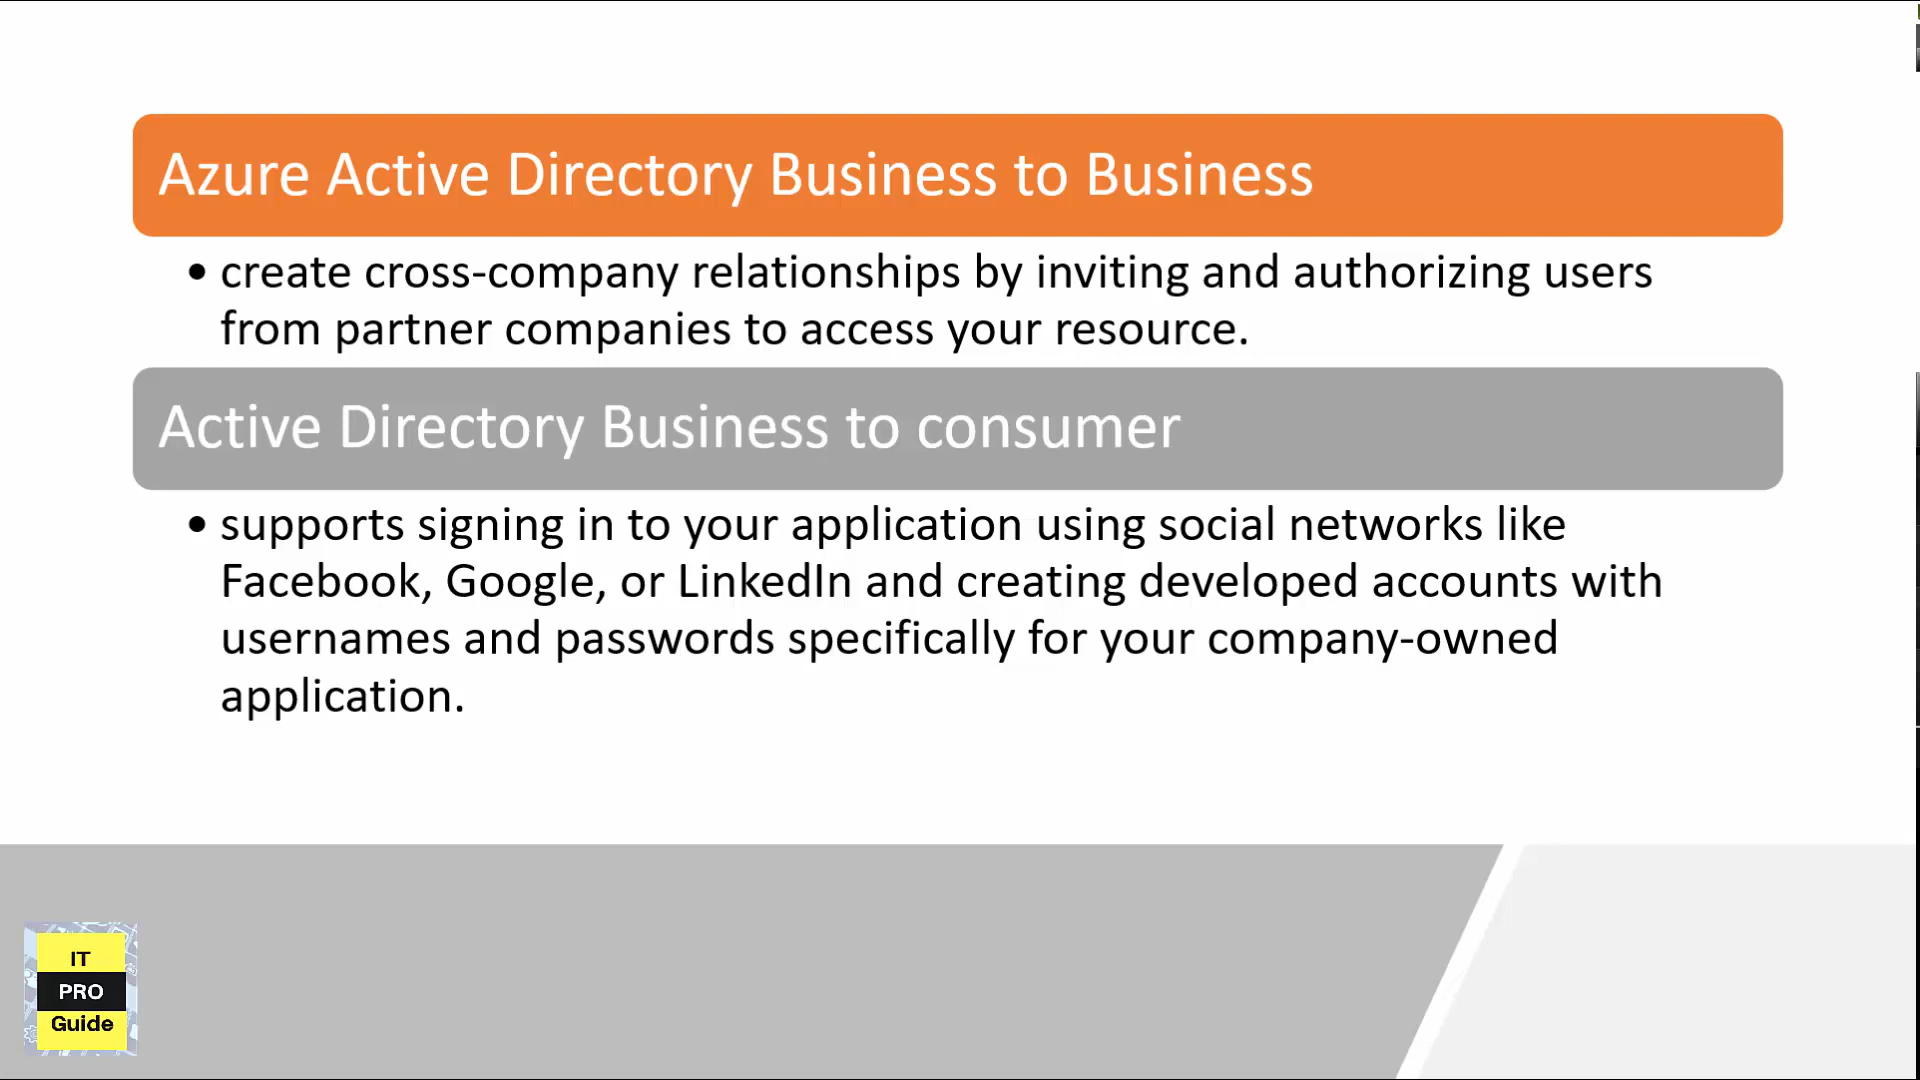 Azure Active Directory Business to Business
• create cross-company relationships by inviting and authorizing users
from partner companies to access your resource.
Active Directory Business to consumer
• supports signing in to your application using social networks like
Facebook, Google, or LinkedIn and creating developed accounts with
usernames and passwords specifically for your company-owned
application.
IT
PRO
Guide